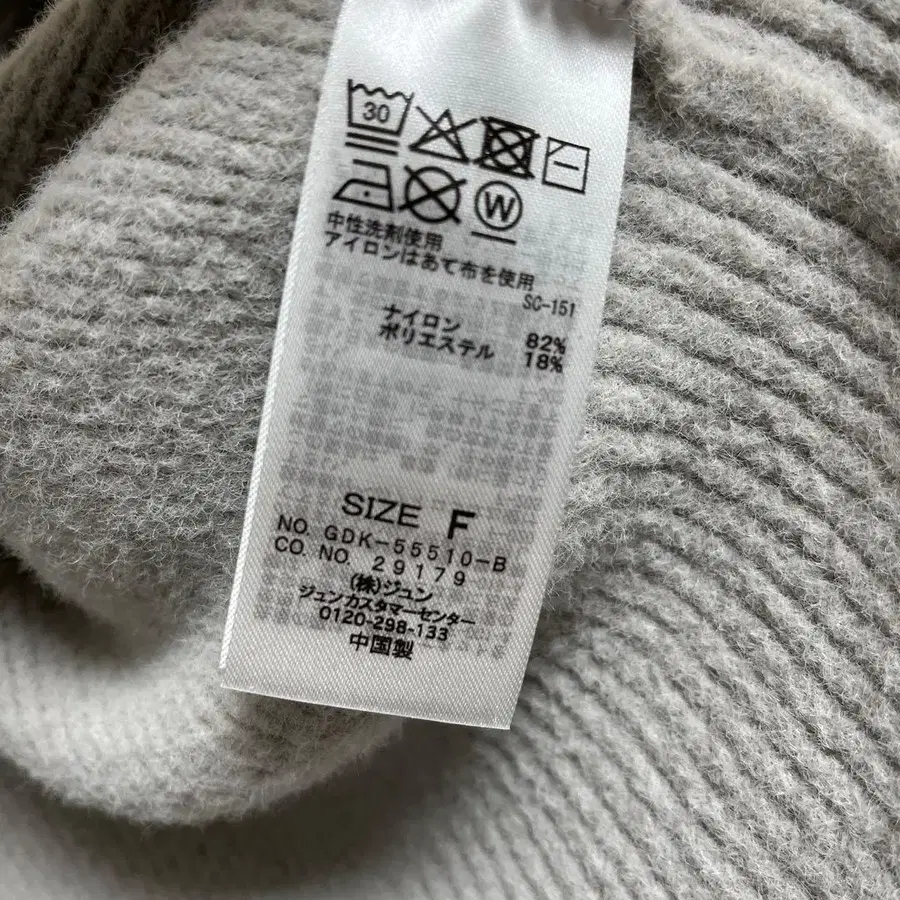 30
W
中性洗剤使用
アイロンはあて布を使用
SC-151
ナイロン 82%
ポリエステル 18%
SIZE F
NO. GDK-55510-B
CO. NO. 29179
(株)ジュン
ジュンカスタマーセンター
0120-298-133
中国製